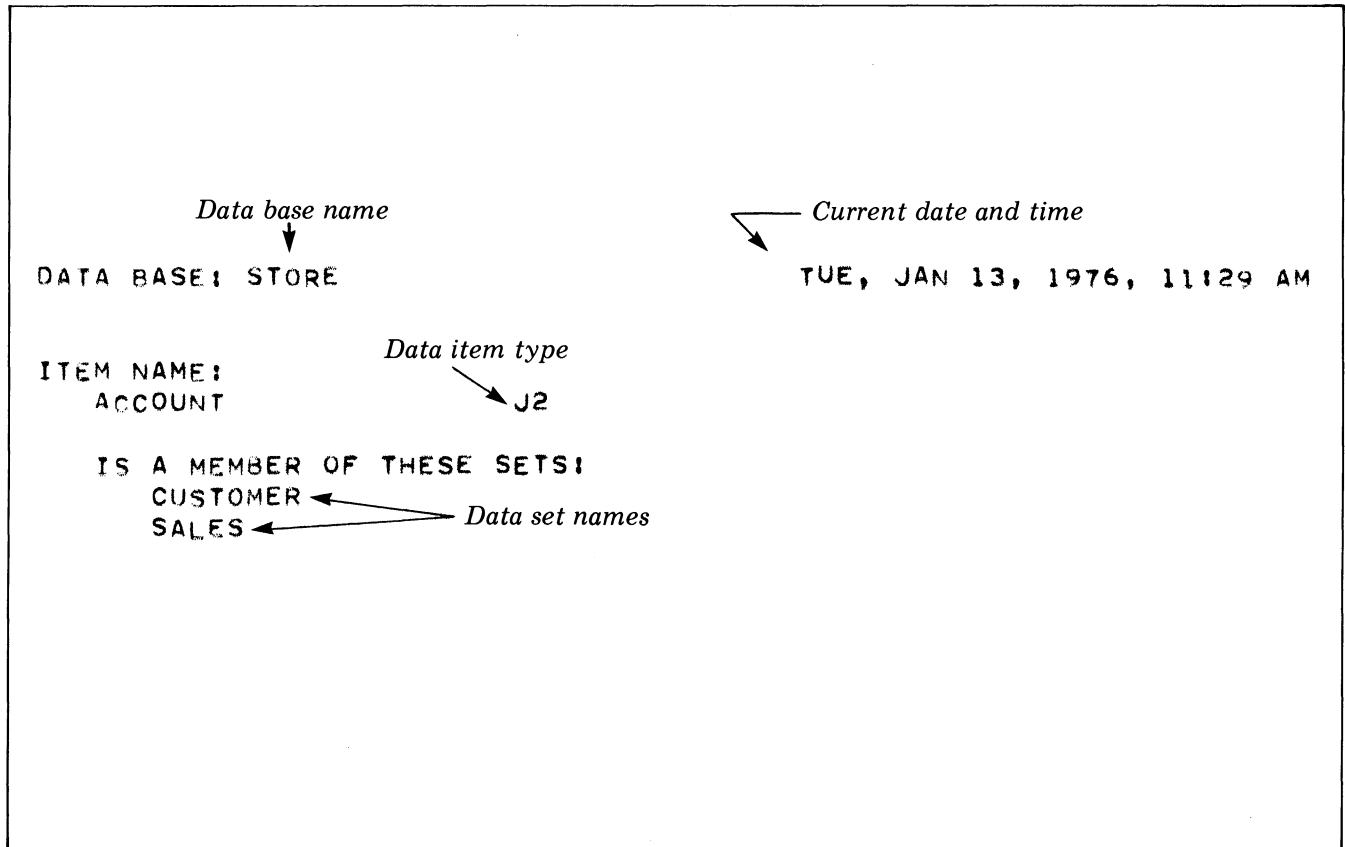 Data base name
Current date and time
DATA BASE: STORE TUE, JAN 13, 1976, 11:29 AM
Data item type
ITEM NAME:
ACCOUNT J2
IS A MEMBER OF THESE SETS:
CUSTOMER
Data set names
SALES